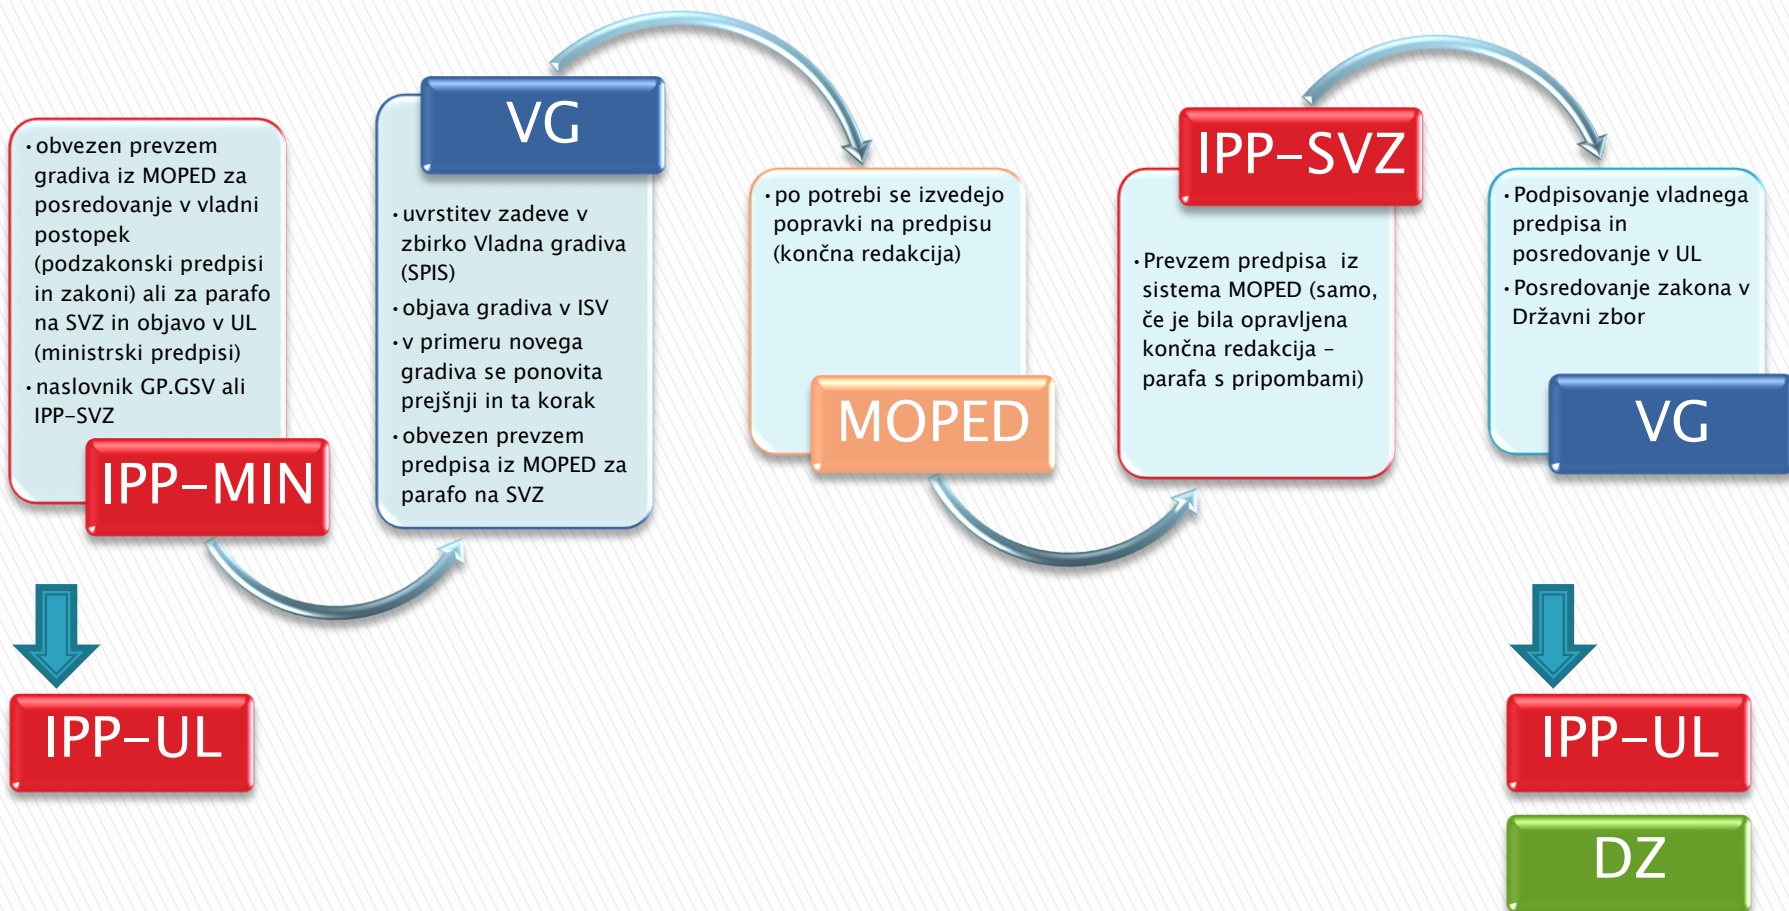 • obvezen prevzem
gradiva iz MOPED za
posredovanje v vladni
postopek
(podzakonski predpisi
in zakoni) ali za parafo
na SVZ in objavo v UL
(ministrski predpisi)
• naslovnik GP.GSV ali
IPP-SVZ
IPP-MIN
IPP-UL
VG
• uvrstitev zadeve v
zbirko Vladna gradiva
(SPIS)
• objava gradiva v ISV
• v primeru novega
gradiva se ponovita
prejšnji in ta korak
• obvezen prevzem
predpisa iz MOPED za
parafo na SVZ
• po potrebi se izvedejo
popravki na predpisu
(končna redakcija)
MOPED
IPP-SVZ
• Prevzem predpisa iz
sistema MOPED (samo,
če je bila opravljena
končna redakcija –
parafa s pripombami)
• Podpisovanje vladnega
predpisa in
posredovanje v UL
• Posredovanje zakona v
Državni zbor
VG
IPP-UL
DZ